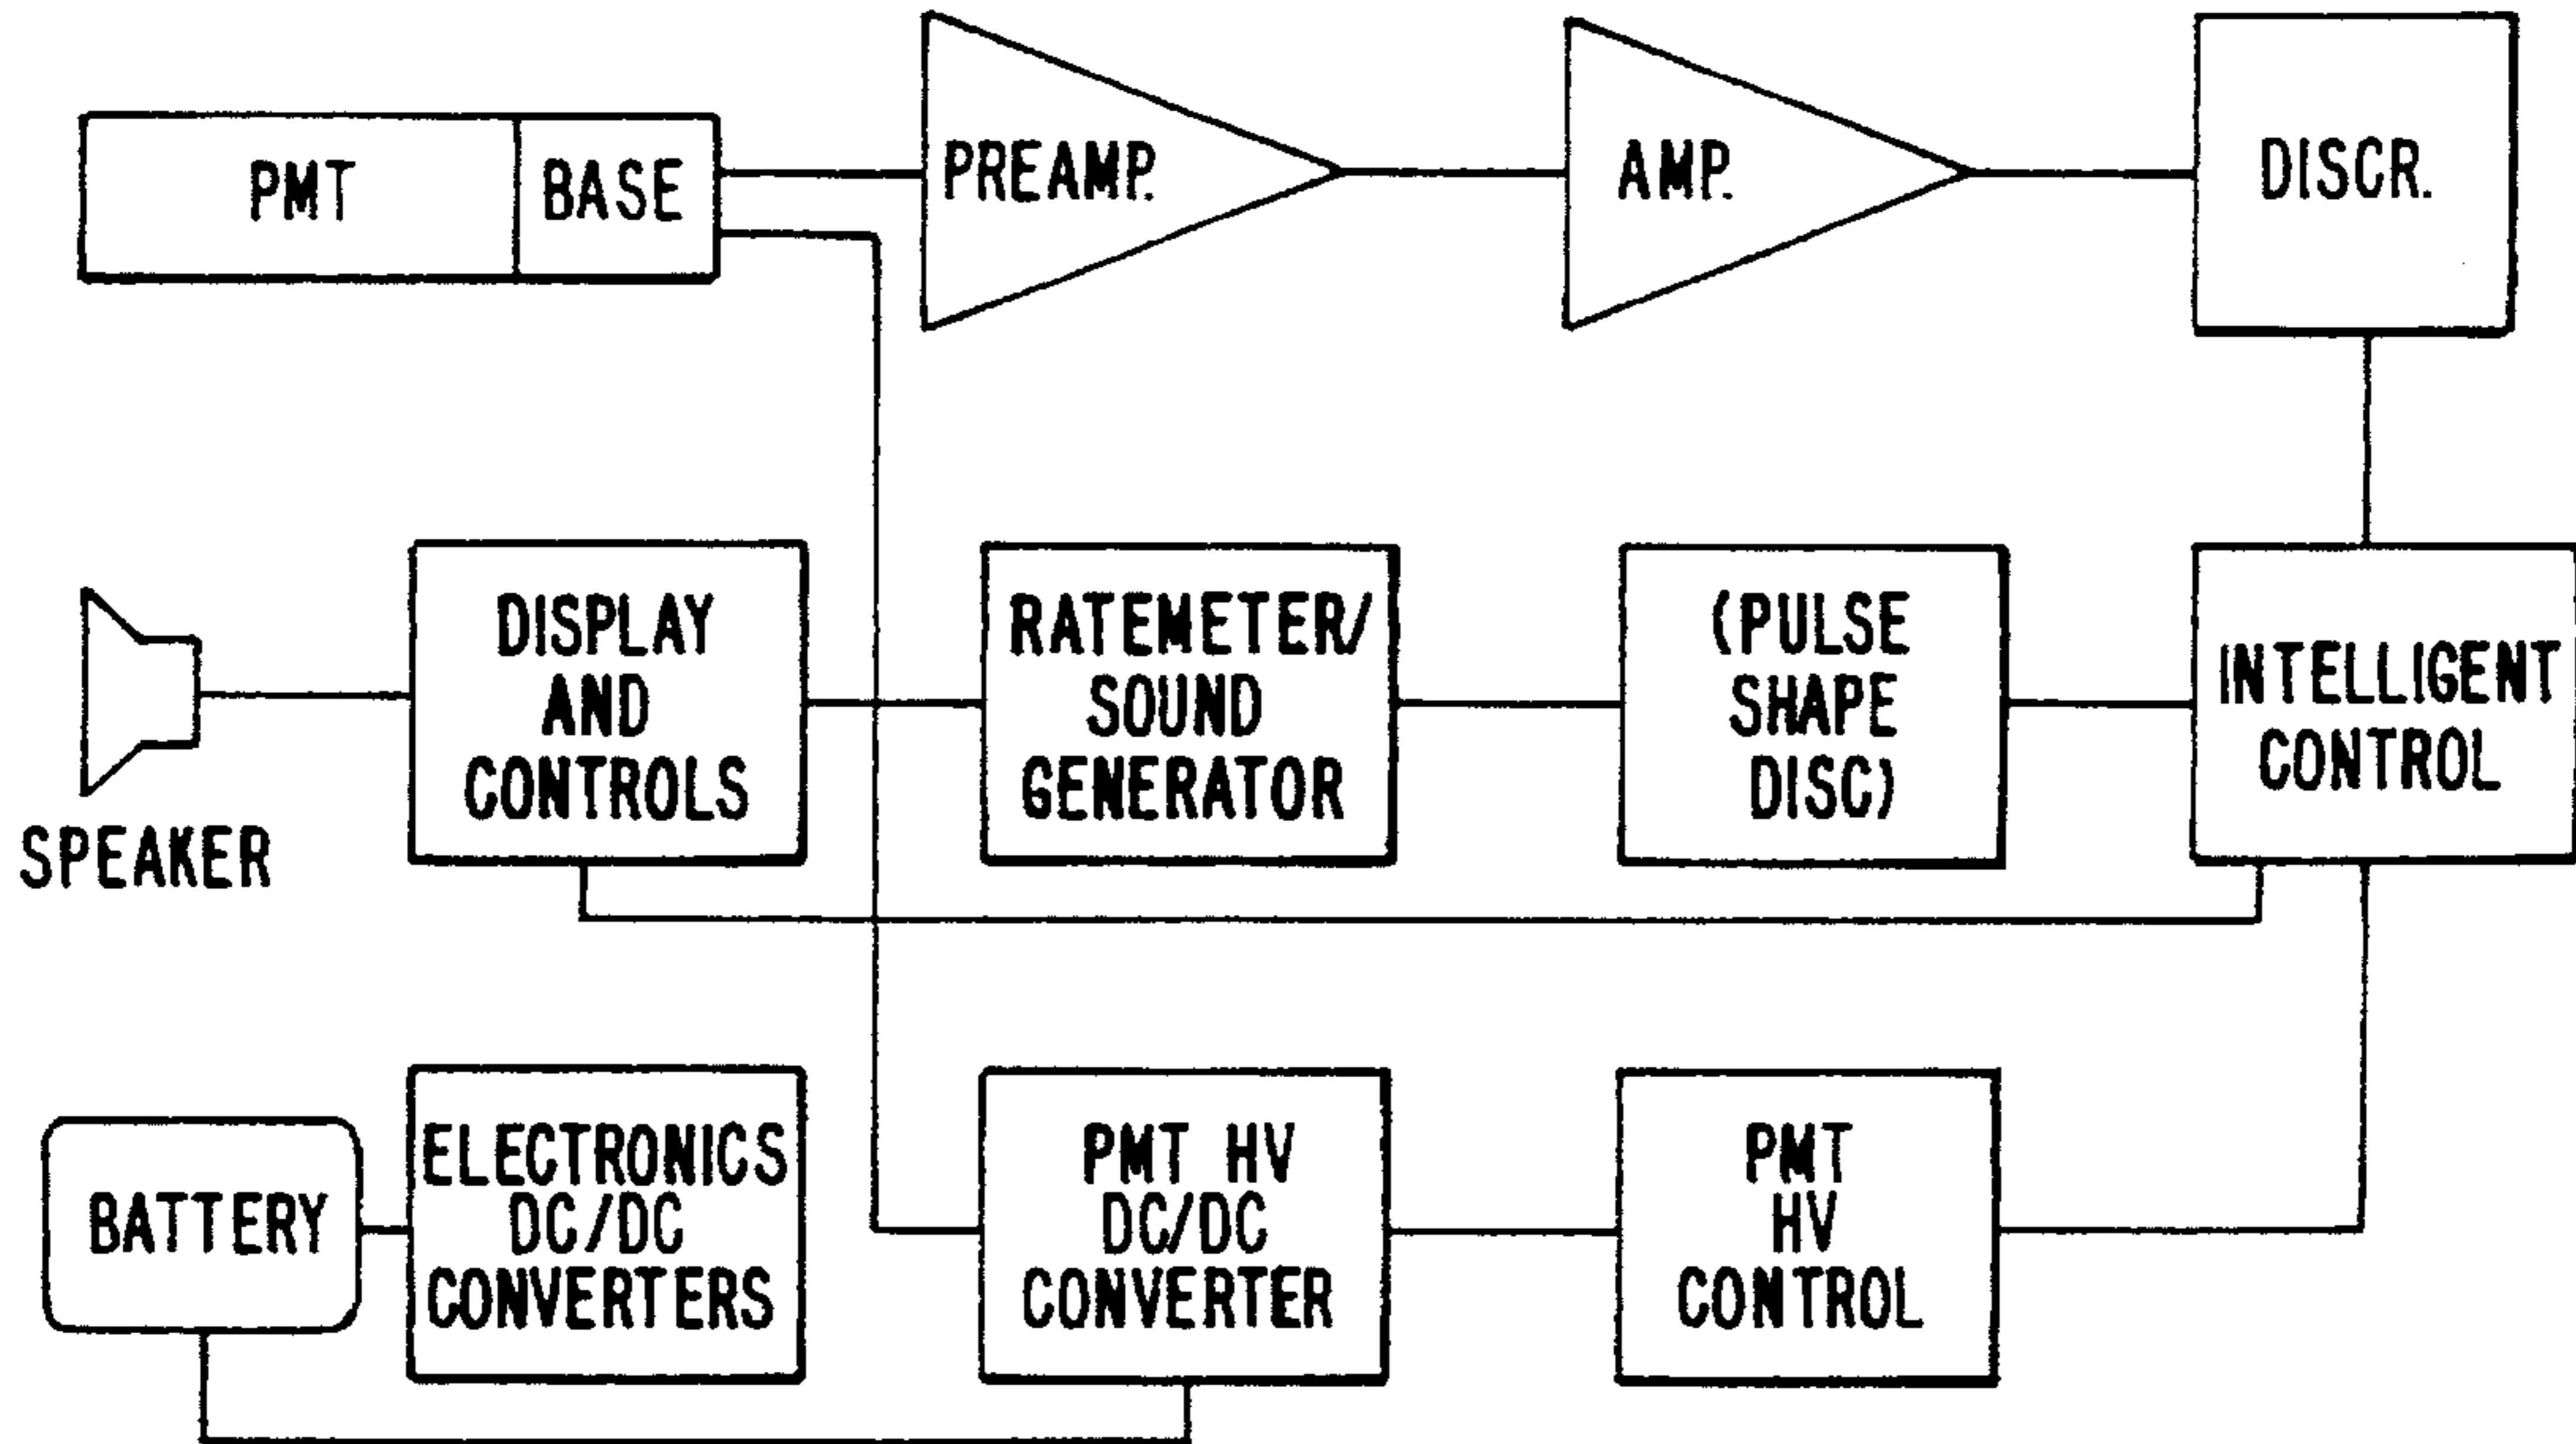 PMT
BASE
PREAMP.
AMP.
DISCR.
SPEAKER
DISPLAY
AND
CONTROLS
RATEMETER/
SOUND
GENERATOR
(PULSE
SHAPE
DISC)
INTELLIGENT
CONTROL
BATTERY
ELECTRONICS
DC/DC
CONVERTERS
PMT HV
DC/DC
CONVERTER
PMT
HV
CONTROL